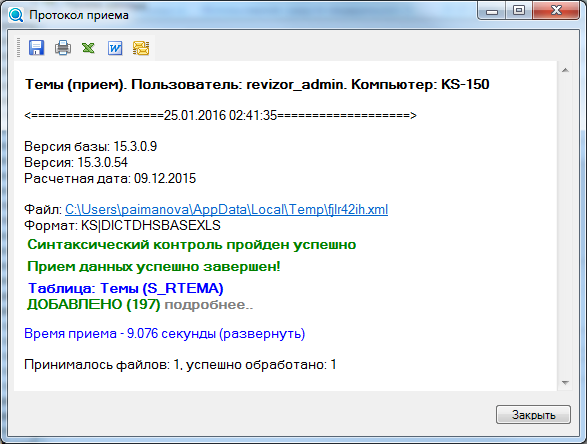 Протокол приема
Темы (прием). Пользователь: revizor_admin. Компьютер: KS-150
<===================25.01.2016 02:41:35===================>
Версия базы: 15.3.0.9
Версия: 15.3.0.54
Расчетная дата: 09.12.2015
Файл: C:\Users\paimanova\AppData\Local\Temp\fjlr42ih.xml
Формат: KS|DICTDHSBASEXLS
Синтаксический контроль пройден успешно
Прием данных успешно завершен!
Таблица: Темы (S_RTEMA)
ДОБАВЛЕНО (197) подробнее..
Время приема - 9.076 секунды (развернуть)
Принималось файлов: 1, успешно обработано: 1
Закрыть